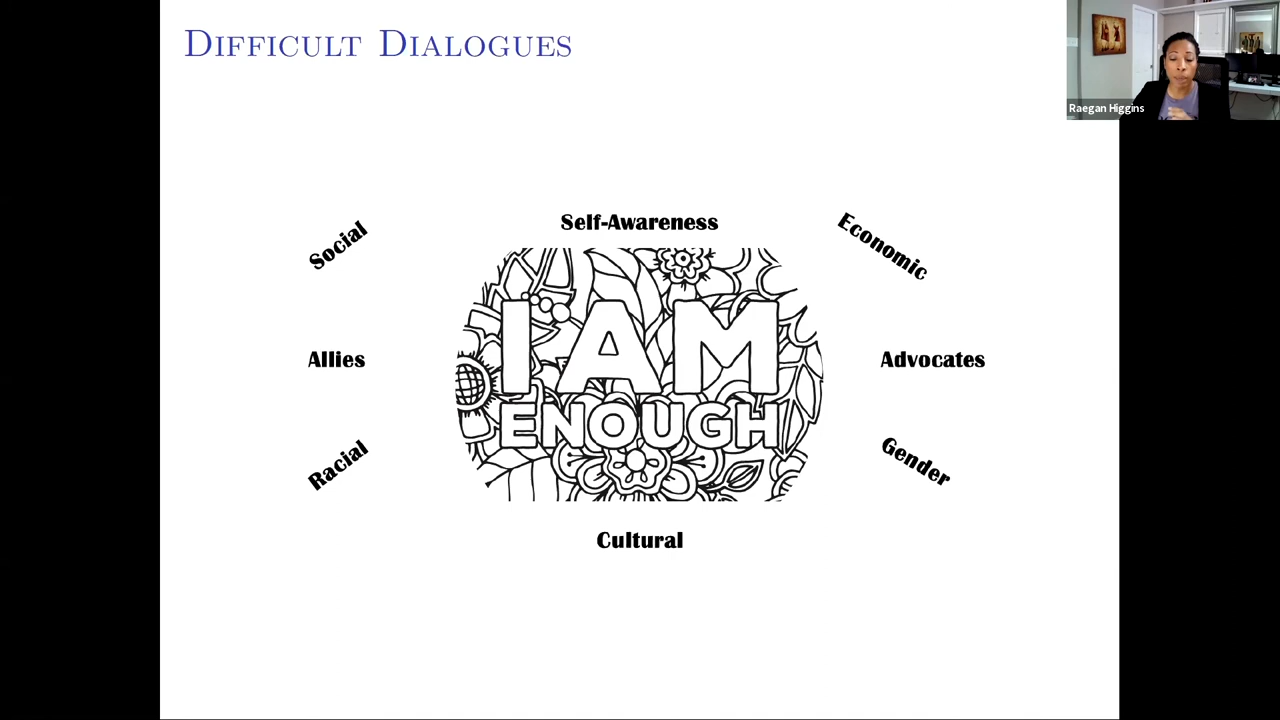 Difficult Dialogues
Raegan Higgins
Self-Awareness
Social
Economic
I AM
ENOUGH
Allies
Advocates
Racial
Gender
Cultural